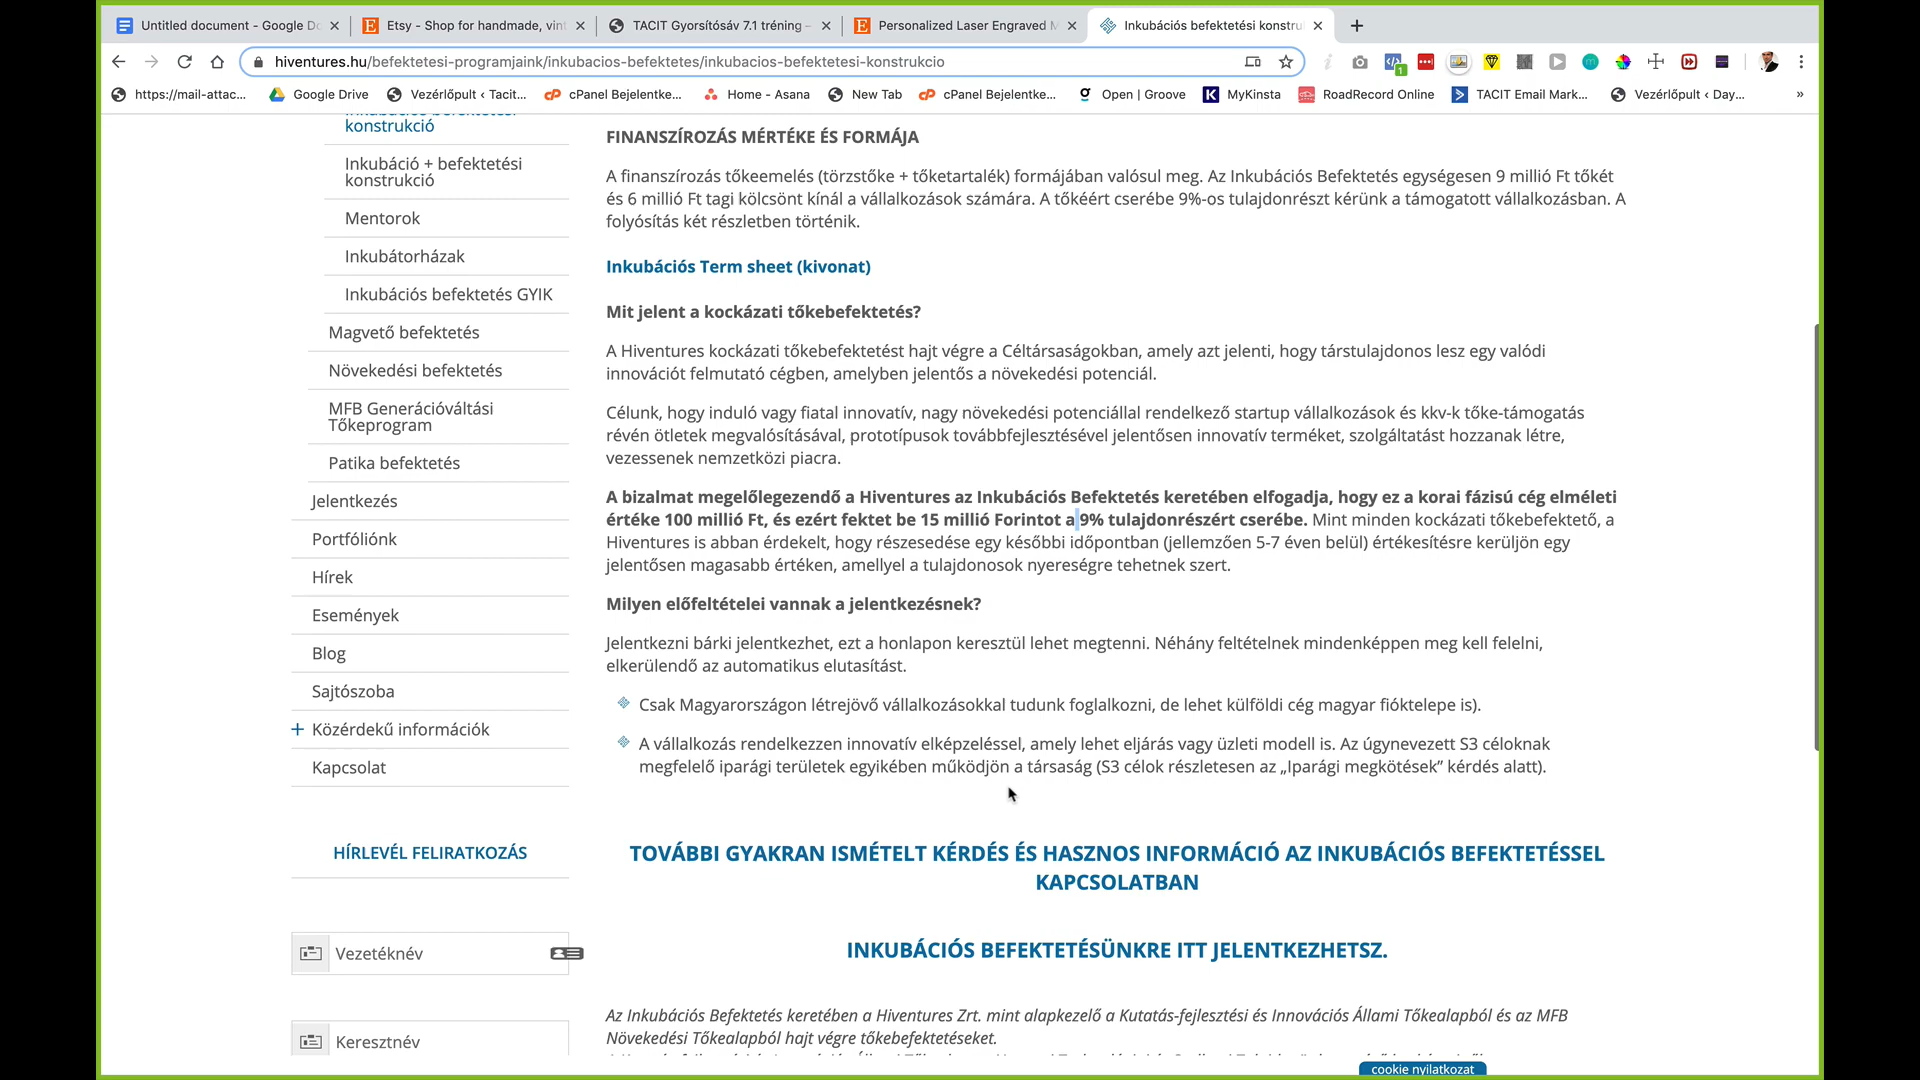 Untitled document - Google Do
Etsy - Shop for handmade, vint
TACIT Gyorsítósáv 7.1 tréning –
Personalized Laser Engraved M
Inkubációs befektetési konstru
hiventures.hu/befektetesi-programjaink/inkubacios-befektetes/inkubacios-befektetesi-konstrukcio
1
https://mail-attac...
Google Drive
Vezérlőpult ‹ Tacit...
cPanel Bejelentke...
Home - Asana
New Tab
cPanel Bejelentke...
Open | Groove
MyKinsta
RoadRecord Online
TACIT Email Mark...
Vezérlőpult ‹ Day...
»
konstrukció
Inkubáció + befektetési
konstrukció
Mentorok
Inkubátorházak
Inkubációs befektetés GYIK
Magvető befektetés
Növekedési befektetés
MFB Generációváltási
Tőkeprogram
Patika befektetés
Jelentkezés
Portfóliónk
Hírek
Események
Blog
Sajtószoba
Közérdekű információk
Kapcsolat
HÍRLEVÉL FELIRATKOZÁS
Vezetéknév
Keresztnév
FINANSZÍROZÁS MÉRTÉKE ÉS FORMÁJA
A finanszírozás tőkeemelés (törzstőke + tőketartalék) formájában valósul meg. Az Inkubációs Befektetés egységesen 9 millió Ft tőkét
és 6 millió Ft tagi kölcsönt kínál a vállalkozások számára. A tőkéért cserébe 9%-os tulajdonrészt kérünk a támogatott vállalkozásban. A
folyósítás két részletben történik.
Inkubációs Term sheet (kivonat)
Mit jelent a kockázati tőkebefektetés?
A Hiventures kockázati tőkebefektetést hajt végre a Céltársaságokban, amely azt jelenti, hogy társtulajdonos lesz egy valódi
innovációt felmutató cégben, amelyben jelentős a növekedési potenciál.
Célunk, hogy induló vagy fiatal innovatív, nagy növekedési potenciállal rendelkező startup vállalkozások és kkv-k tőke-támogatás
révén ötletek megvalósításával, prototípusok továbbfejlesztésével jelentősen innovatív terméket, szolgáltatást hozzanak létre,
vezessenek nemzetközi piacra.
A bizalmat megelőlegezendő a Hiventures az Inkubációs Befektetés keretében elfogadja, hogy ez a korai fázisú cég elméleti
értéke 100 millió Ft, és ezért fektet be 15 millió Forintot a 9% tulajdonrészért cserébe. Mint minden kockázati tőkebefektető, a
Hiventures is abban érdekelt, hogy részesedése egy későbbi időpontban (jellemzően 5-7 éven belül) értékesítésre kerüljön egy
jelentősen magasabb értéken, amellyel a tulajdonosok nyereségre tehetnek szert.
Milyen előfeltételei vannak a jelentkezésnek?
Jelentkezni bárki jelentkezhet, ezt a honlapon keresztül lehet megtenni. Néhány feltételnek mindenképpen meg kell felelni,
elkerülendő az automatikus elutasítást.
Csak Magyarországon létrejövő vállalkozásokkal tudunk foglalkozni, de lehet külföldi cég magyar fióktelepe is).
A vállalkozás rendelkezzen innovatív elképzeléssel, amely lehet eljárás vagy üzleti modell is. Az úgynevezett S3 céloknak
megfelelő iparági területek egyikében működjön a társaság (S3 célok részletesen az „Iparági megkötések” kérdés alatt).
TOVÁBBI GYAKRAN ISMÉTELT KÉRDÉS ÉS HASZNOS INFORMÁCIÓ AZ INKUBÁCIÓS BEFEKTETÉSSEL
KAPCSOLATBAN
INKUBÁCIÓS BEFEKTETÉSÜNKRE ITT JELENTKEZHETSZ.
Az Inkubációs Befektetés keretében a Hiventures Zrt. mint alapkezelő a Kutatás-fejlesztési és Innovációs Állami Tőkealapból és az MFB
Növekedési Tőkealapból hajt végre tőkebefektetéseket.
cookie nyilatkozat